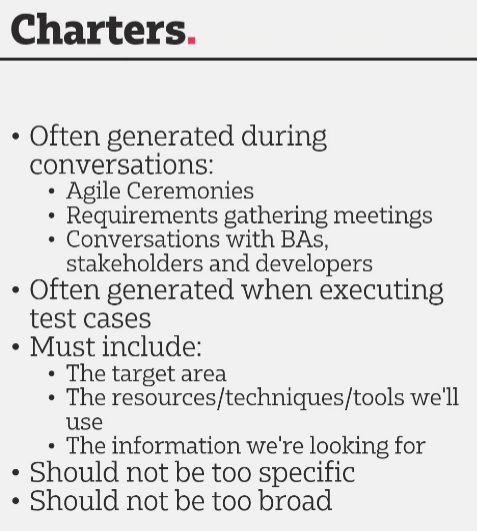 Charters.
• Often generated during
conversations:
• Agile Ceremonies
• Requirements gathering meetings
• Conversations with BAs,
stakeholders and developers
• Often generated when executing
test cases
• Must include:
• The target area
• The resources/techniques/tools we'll
use
• The information we're looking for
• Should not be too specific
• Should not be too broad